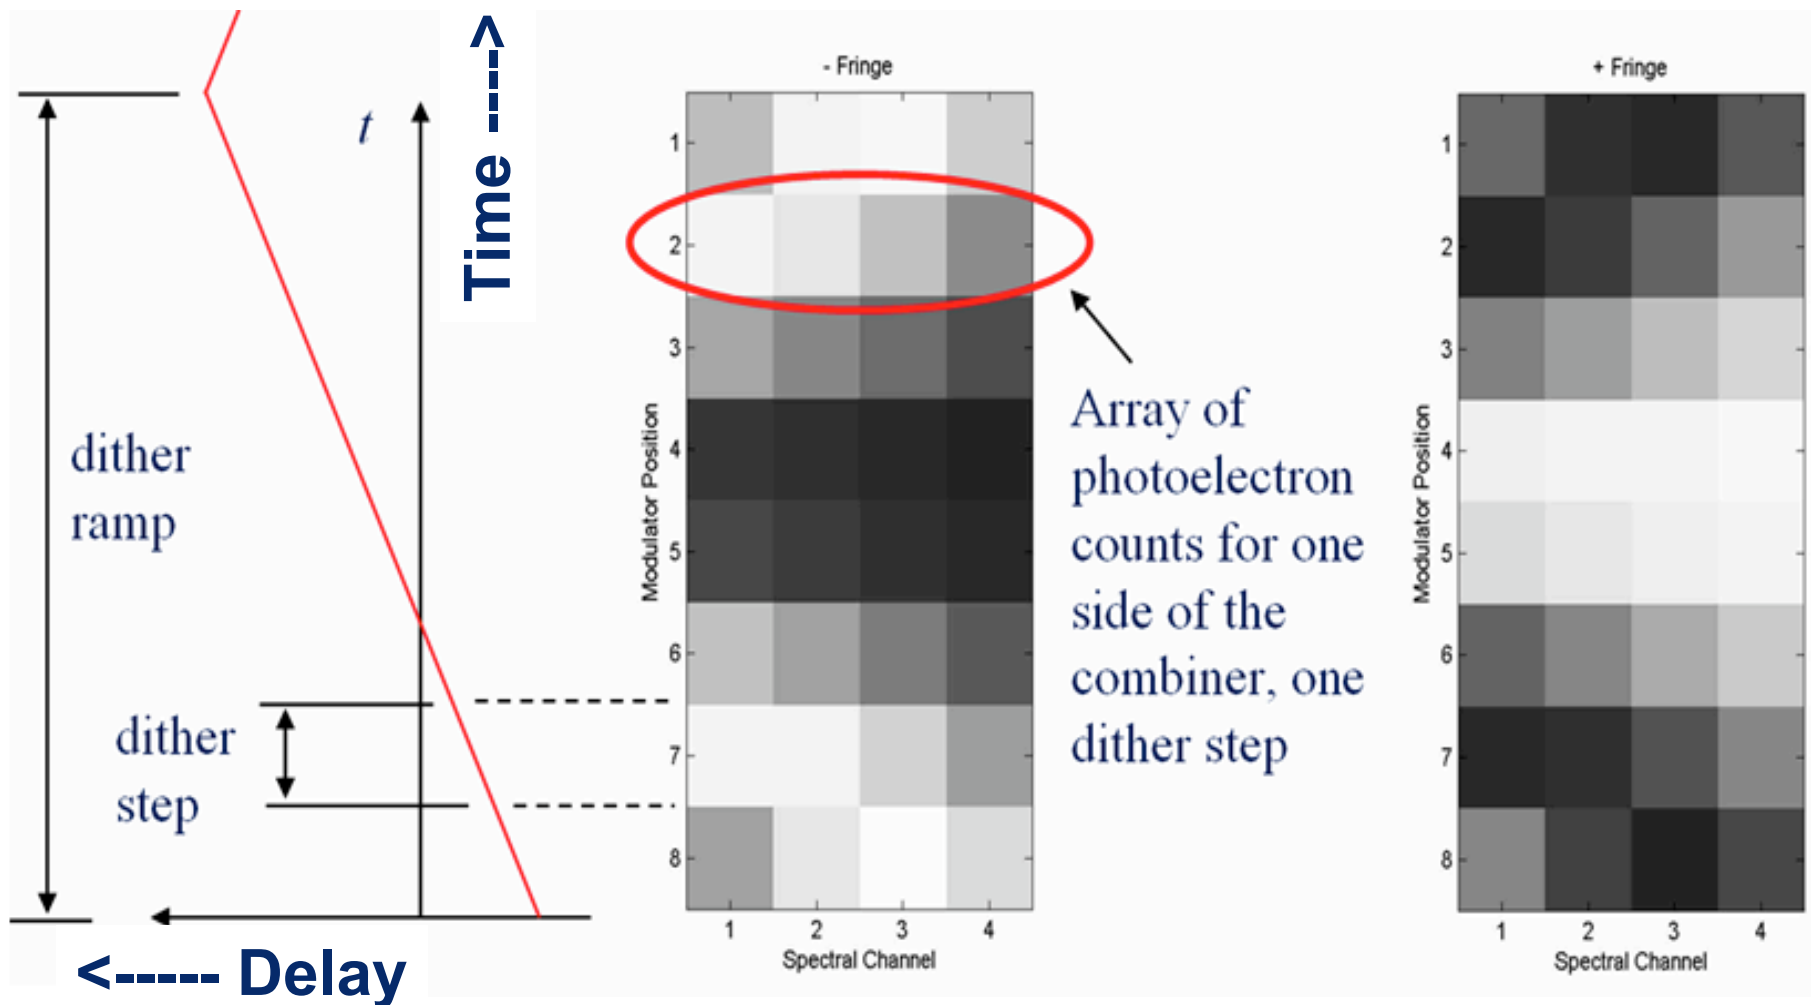 t
Time ---->
dither
ramp
dither
step
<----- Delay
- Fringe
1
2
3
4
5
6
7
8
Modulator Position
1 2 3 4
Spectral Channel
Array of
photoelectron
counts for one
side of the
combiner, one
dither step
+ Fringe
1
2
3
4
5
6
7
8
Modulator Position
1 2 3 4
Spectral Channel